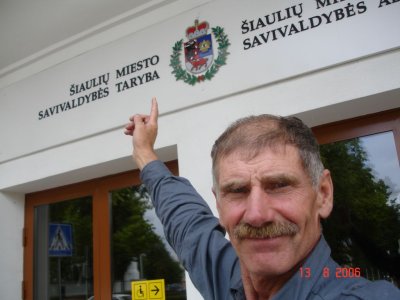 ŠIAULIŲ MIESTO
SAVIVALDYBĖS TARYBA
ŠIAULIŲ
SAVIVALDYBĖS
13 8 2006